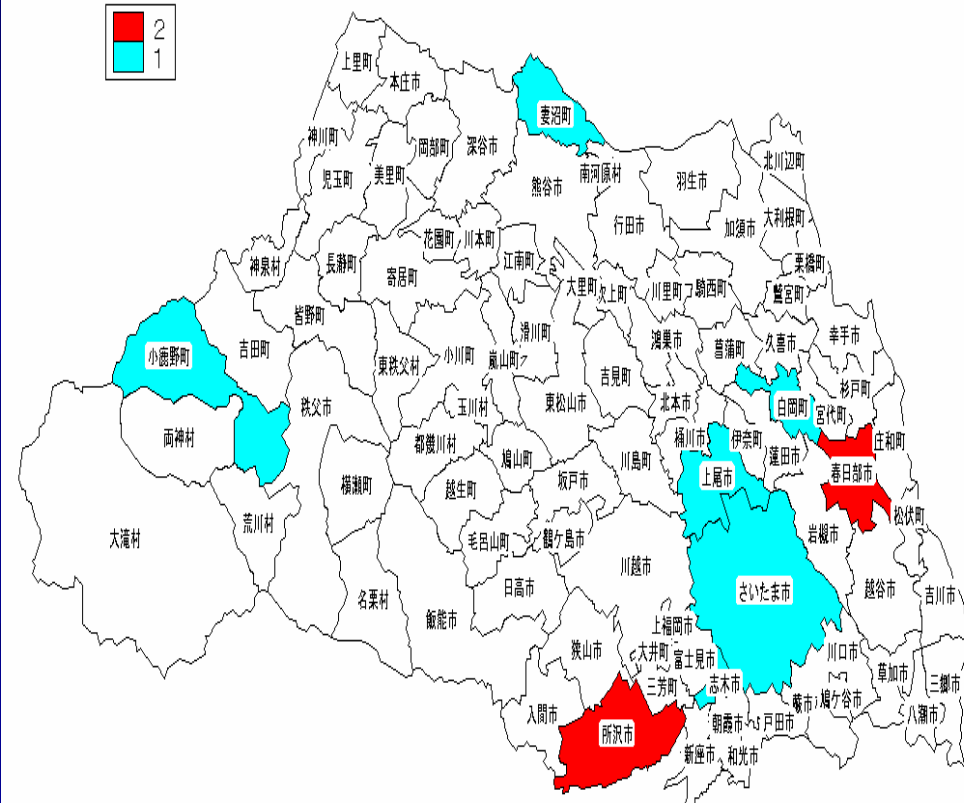 2
1
上里町
本庄市
妻沼町
神川町
岡部町
深谷市
北川辺町
児玉町
美里町
熊谷市
南河原村
羽生市
大利根町
行田市
加須市
花園町
川本町
江南町
栗橋町
神泉村
長瀞町
寄居町
大里町
吹上町
川里町
騎西町
鷲宮町
皆野町
滑川町
鴻巣市
菖蒲町
久喜市
幸手市
小鹿野町
吉田町
東秩父村
小川町
嵐山町
吉見町
杉戸町
秩父市
玉川村
東松山市
北本市
白岡町
宮代町
両神村
都幾川村
鳩山町
桶川市
伊奈町
庄和町
蓮田市
川島町
横瀬町
越生町
坂戸市
上尾市
春日部市
荒川村
松伏町
大滝村
毛呂山町
鶴ケ島市
岩槻市
川越市
日高市
さいたま市
越谷市
吉川市
名栗村
飯能市
上福岡市
狭山市
大井町
富士見市
川口市
草加市
三芳町
志木市
三郷市
入間市
蕨市
鳩ケ谷市
八潮市
所沢市
朝霞市
戸田市
新座市
和光市